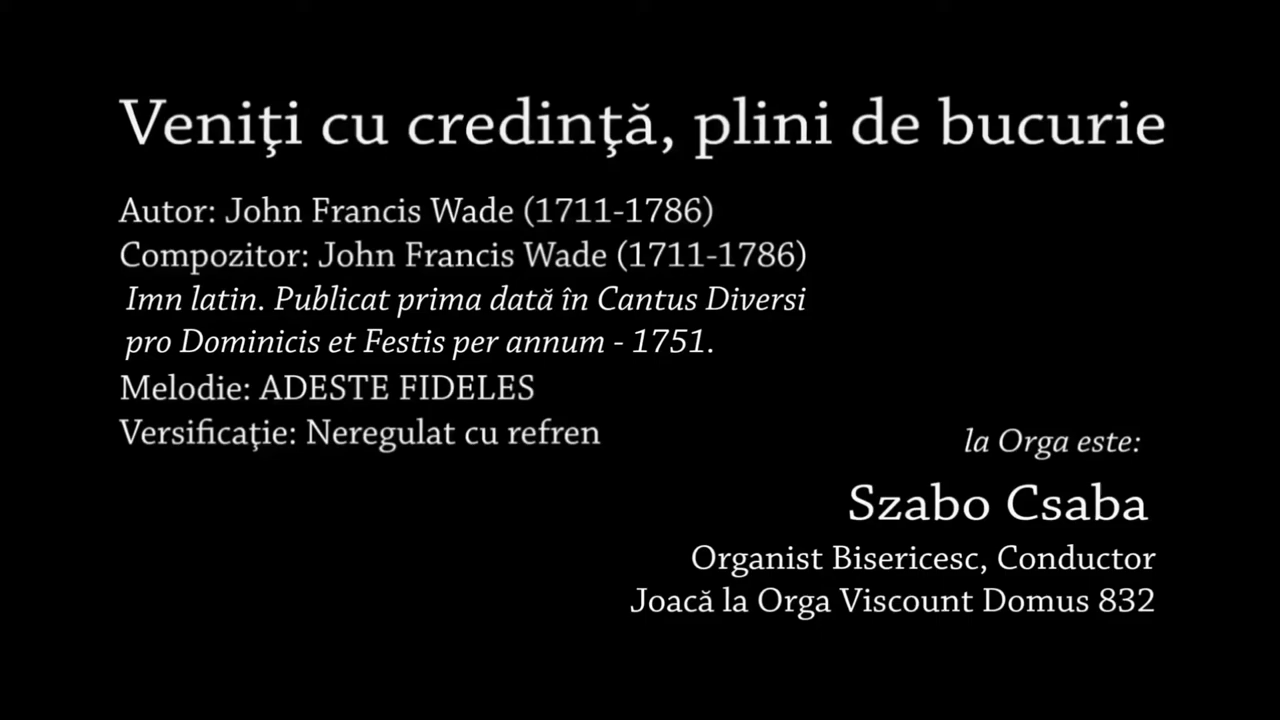 Veniţi cu credinţă, plini de bucurie
Autor: John Francis Wade (1711-1786)
Compozitor: John Francis Wade (1711-1786)
Imn latin. Publicat prima dată în Cantus Diversi
pro Dominicis et Festis per annum - 1751.
Melodie: ADESTE FIDELES
Versificaţie: Neregulat cu refren
la Orga este:
Szabo Csaba
Organist Bisericesc, Conductor
Joacă la Orga Viscount Domus 832